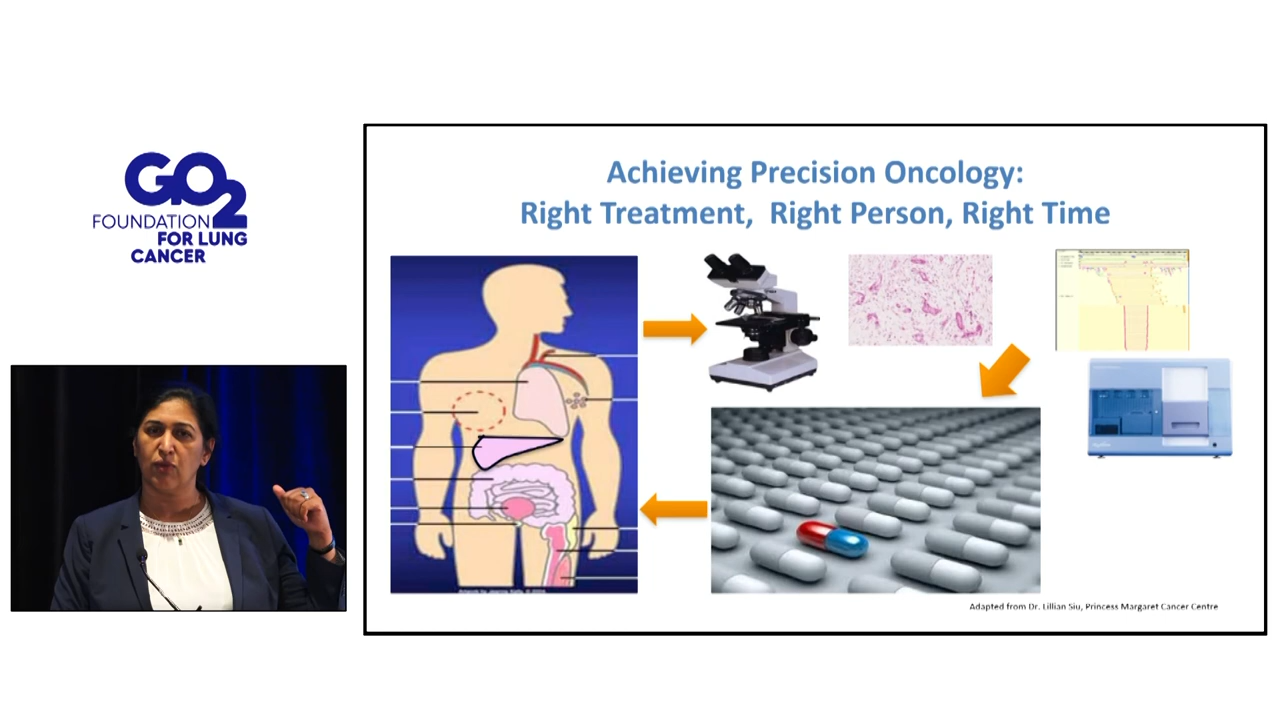 GO2
FOUNDATION
FOR LUNG
CANCER
Achieving Precision Oncology:
Right Treatment, Right Person, Right Time
Adapted from Dr. Lillian Siu, Princess Margaret Cancer Centre